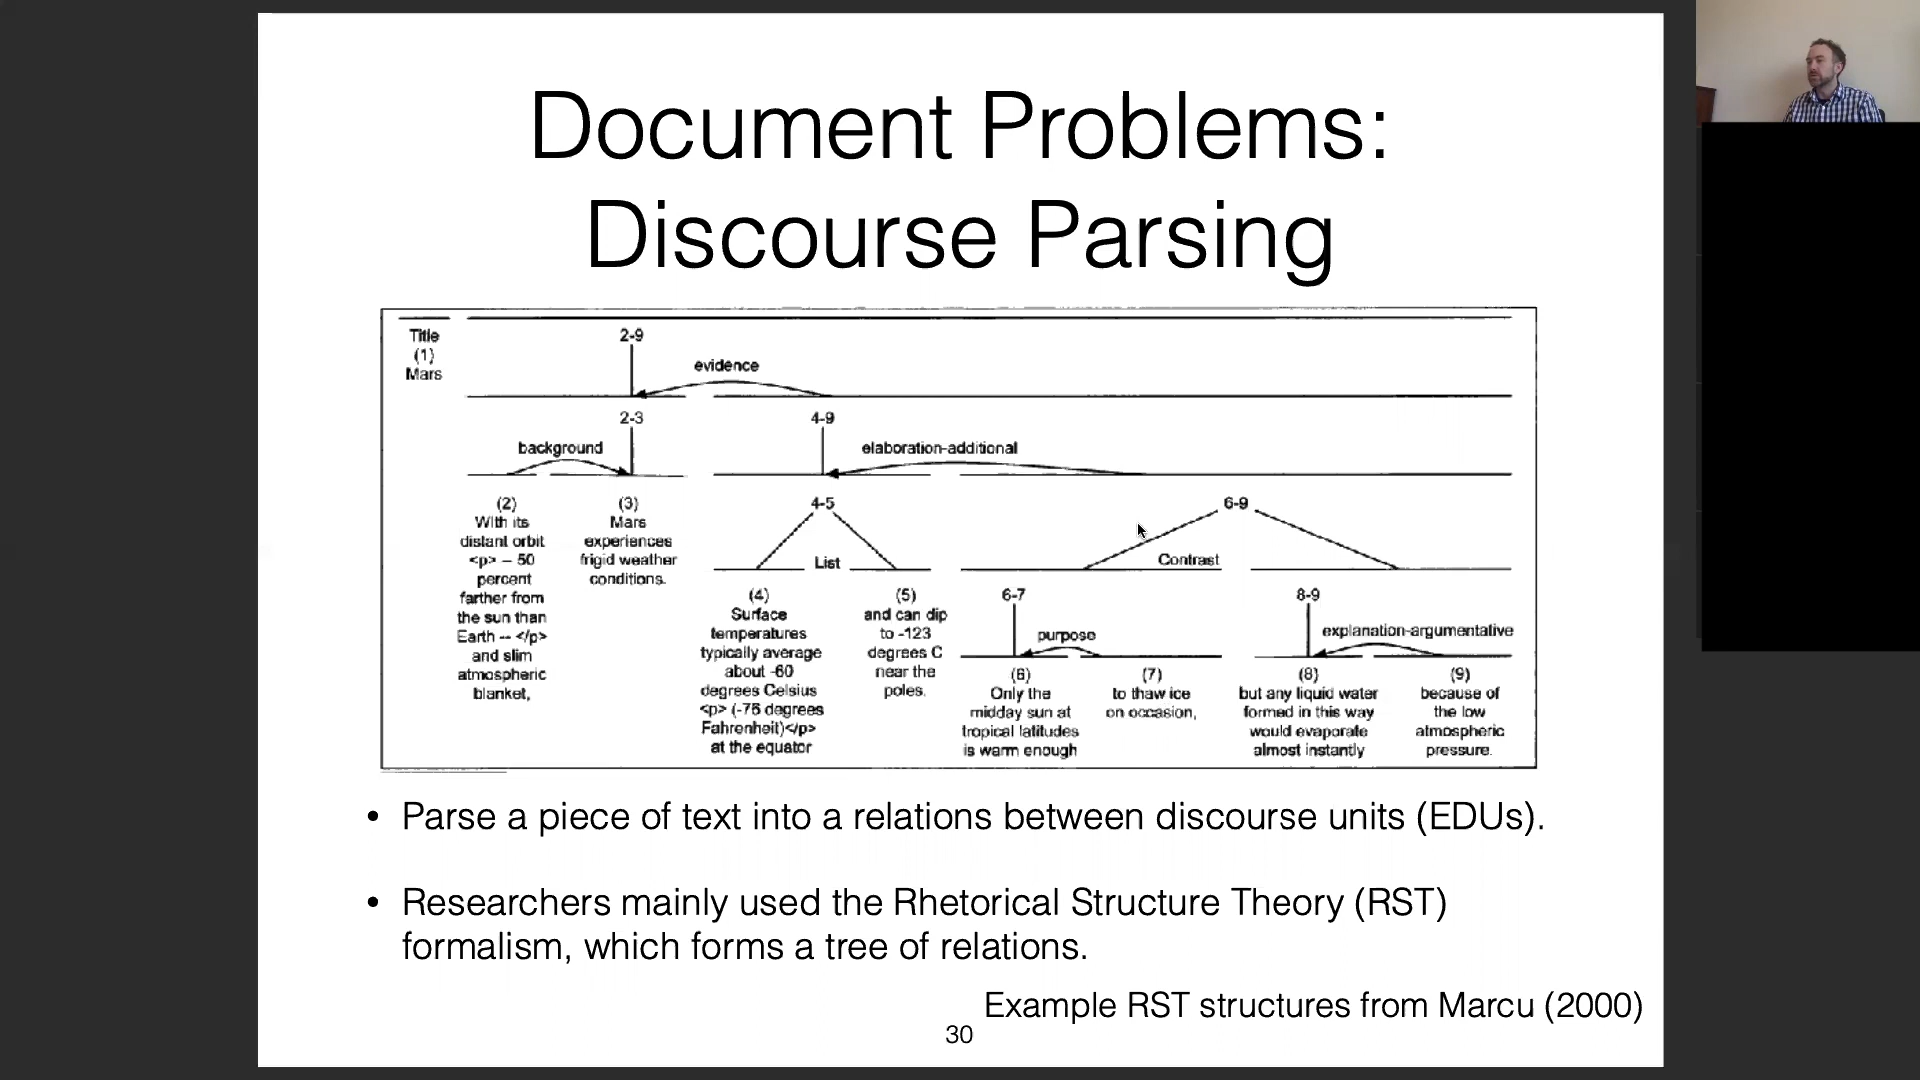 Document Problems:
Discourse Parsing
Title
(1)
Mars
2-9
evidence
2-3
4-9
background
elaboration-additional
(2)
With its
distant orbit
<p> – 50
percent
farther from
the sun than
Earth -- </p>
and slim
atmospheric
blanket,
(3)
Mars
experiences
frigid weather
conditions.
4-5
List
6-9
Contrast
(4)
Surface
temperatures
typically average
about -60
degrees Celsius
<p> (-76 degrees
Fahrenheit)</p>
at the equator
(5)
and can dip
to -123
degrees C
near the
poles.
6-7
purpose
8-9
explanation-argumentative
(6)
Only the
midday sun at
tropical latitudes
is warm enough
(7)
to thaw ice
on occasion,
(8)
but any liquid water
formed in this way
would evaporate
almost instantly
(9)
because of
the low
atmospheric
pressure.
• Parse a piece of text into a relations between discourse units (EDUs).
• Researchers mainly used the Rhetorical Structure Theory (RST)
formalism, which forms a tree of relations.
Example RST structures from Marcu (2000)
30